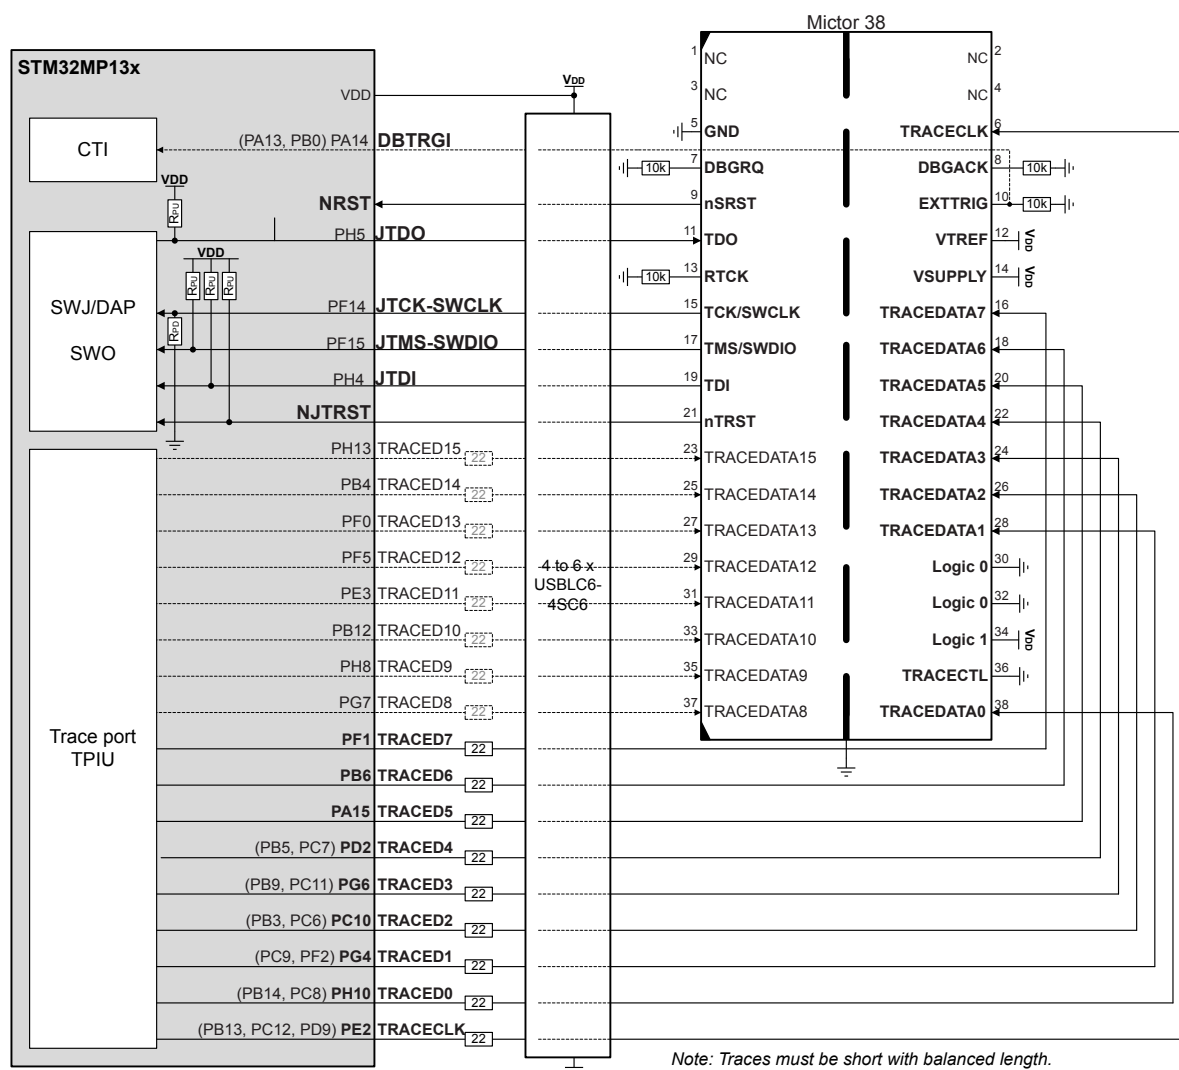 Mictor 38
STM32MP13x
VDD
VDD
CTI
(PA13, PB0) PA14 DBTRGI
VDD
RPU
NRST
PH5 JTDO
VDD
RPU
RPU
RPU
SWJ/DAP
SWO
PF14 JTCK-SWCLK
RPD
PF15 JTMS-SWDIO
PH4 JTDI
NJTRST
PH13 TRACED15 22
PB4 TRACED14 22
PF0 TRACED13 22
PF5 TRACED12 22
PE3 TRACED11 22
PB12 TRACED10 22
PH8 TRACED9 22
PG7 TRACED8 22
Trace port
TPIU
PF1 TRACED7 22
PB6 TRACED6 22
PA15 TRACED5 22
(PB5, PC7) PD2 TRACED4 22
(PB9, PC11) PG6 TRACED3 22
(PB3, PC6) PC10 TRACED2 22
(PC9, PF2) PG4 TRACED1 22
(PB14, PC8) PH10 TRACED0 22
(PB13, PC12, PD9) PE2 TRACECLK 22
4 to 6 x
USBLC6-
4SC6
1 NC
NC 2
3 NC
NC 4
5 GND
TRACECLK 6
10k 7 DBGRQ
DBGACK 8 10k
9 nSRST
EXTTRIG 10 10k
11 TDO
VTREF 12 VDD
10k 13 RTCK
VSUPPLY 14 VDD
15 TCK/SWCLK
TRACEDATA7 16
17 TMS/SWDIO
TRACEDATA6 18
19 TDI
TRACEDATA5 20
21 nTRST
TRACEDATA4 22
23 TRACEDATA15
TRACEDATA3 24
25 TRACEDATA14
TRACEDATA2 26
27 TRACEDATA13
TRACEDATA1 28
29 TRACEDATA12
Logic 0 30
31 TRACEDATA11
Logic 0 32
33 TRACEDATA10
Logic 1 34 VDD
35 TRACEDATA9
TRACECTL 36
37 TRACEDATA8
TRACEDATA0 38
Note: Traces must be short with balanced length.